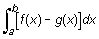 ∫_a^b [f(x) − g(x)]dx